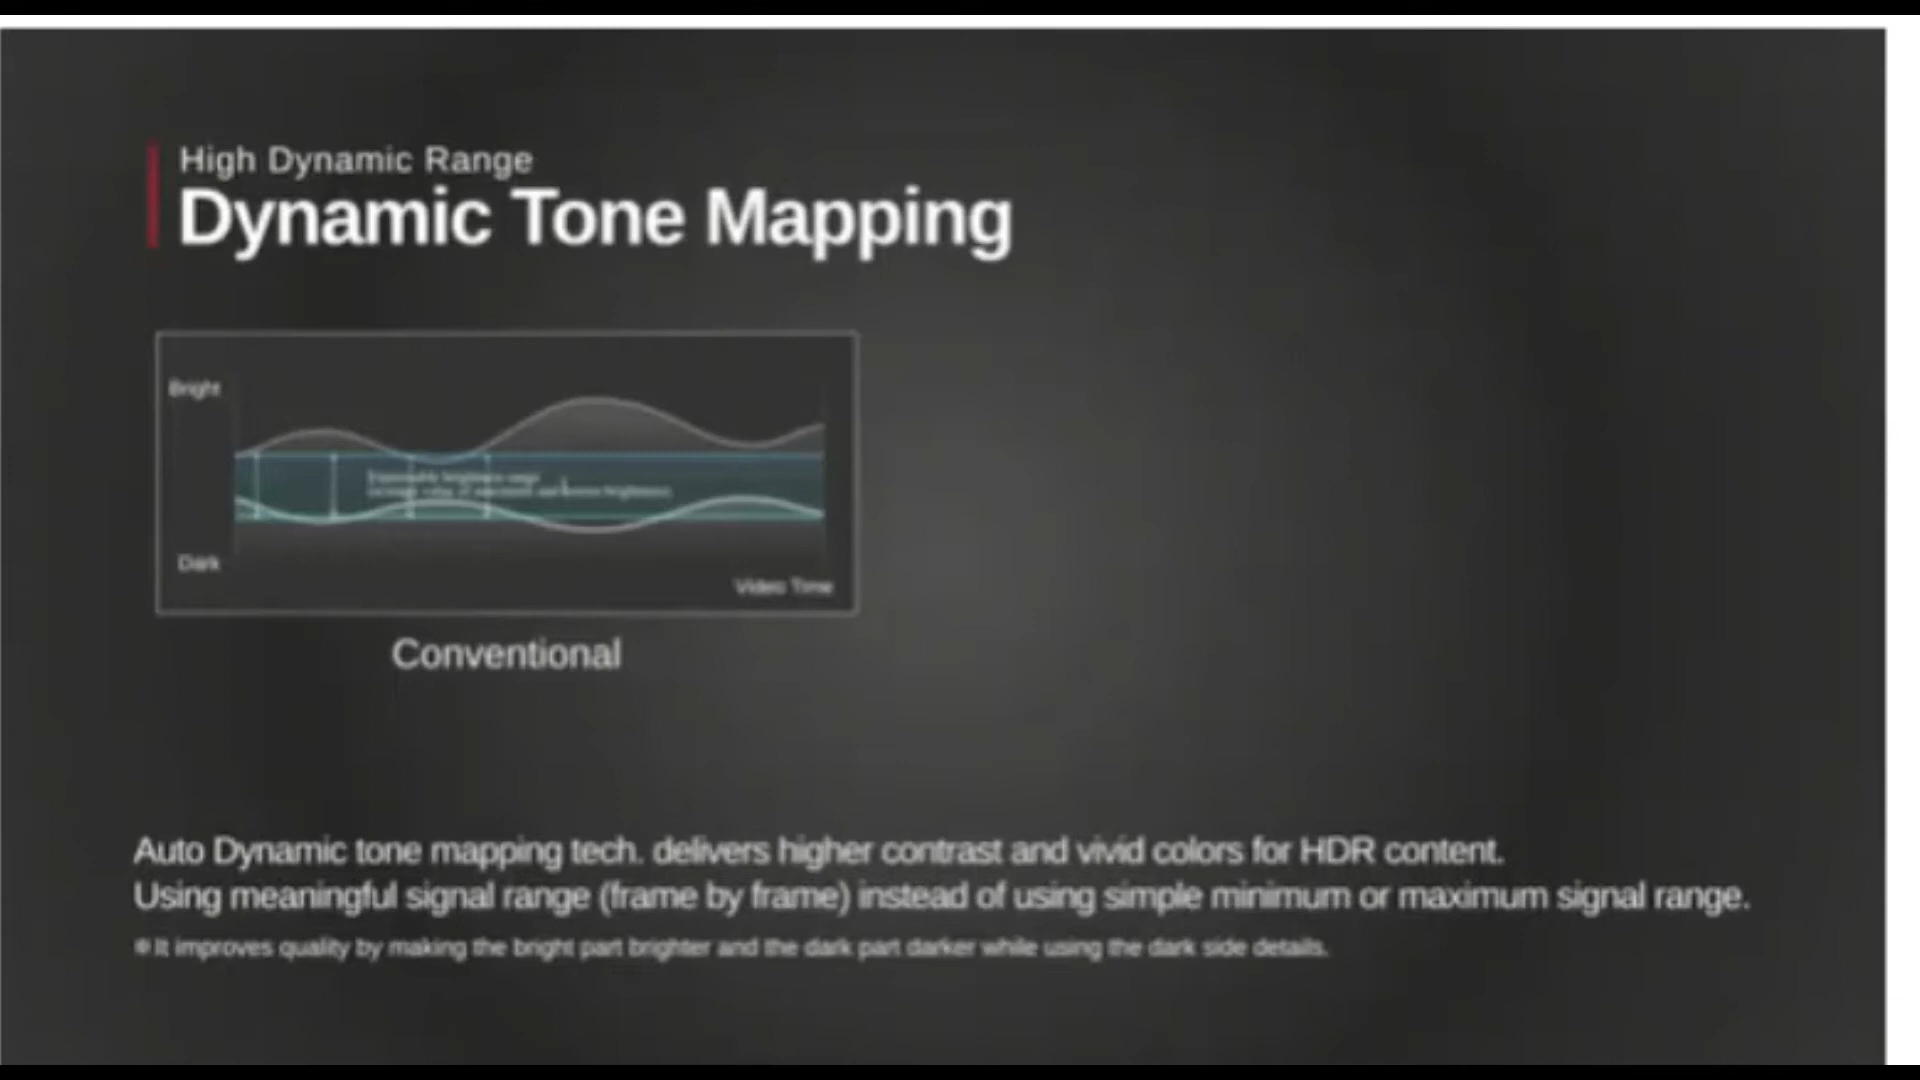 High Dynamic Range
Dynamic Tone Mapping
Bright
brightness range
Dark
Video Time
Conventional
Auto Dynamic tone mapping tech. delivers higher contrast and vivid colors for HDR content.
Using meaningful signal range (frame by frame) instead of using simple minimum or maximum signal range.
※It improves quality by making the bright part brighter and the dark part darker while using the dark side details.